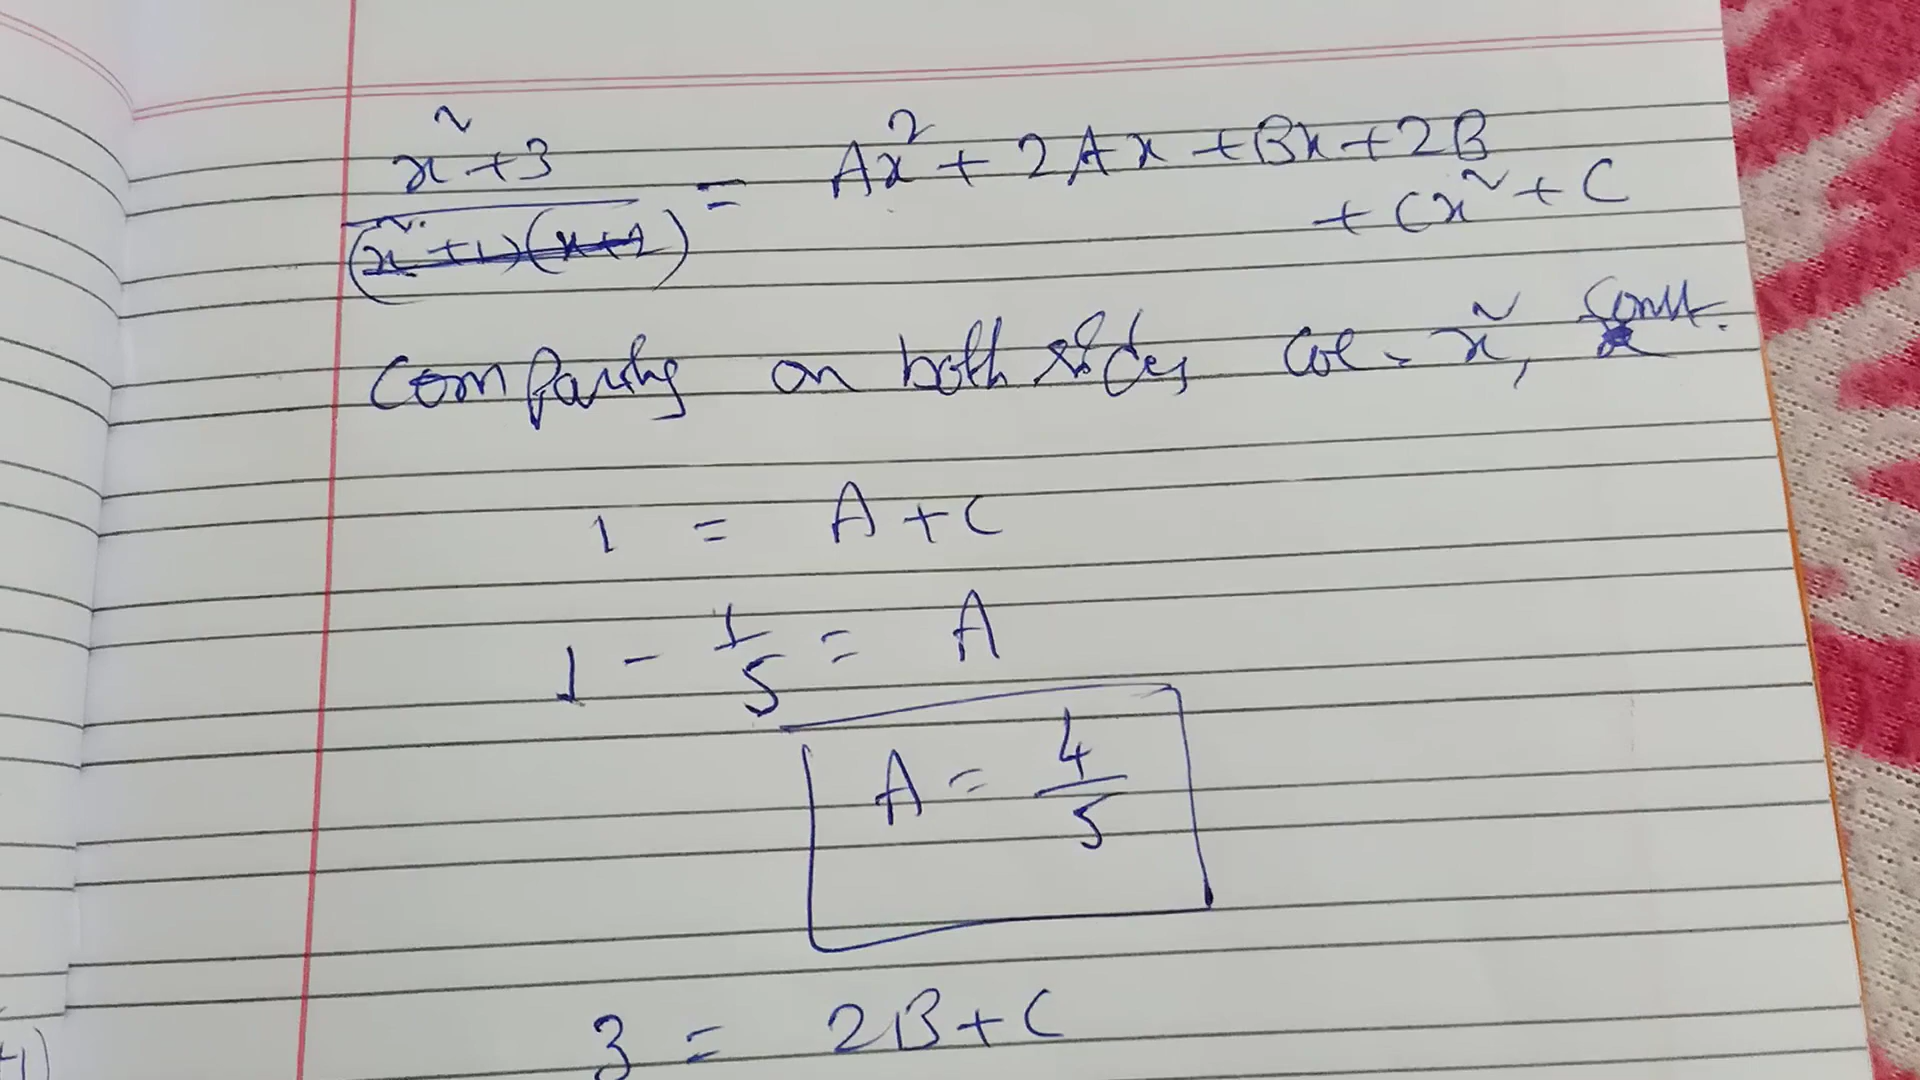 x² + 3 = Ax² + 2Ax + Bx + 2B
(x² + 1)(x + 2) + Cx² + C
Comparing on both sides coe. x², const.
1 = A + C
1 - 1/5 = A
A = 4/5
3 = 2B + C
+1)